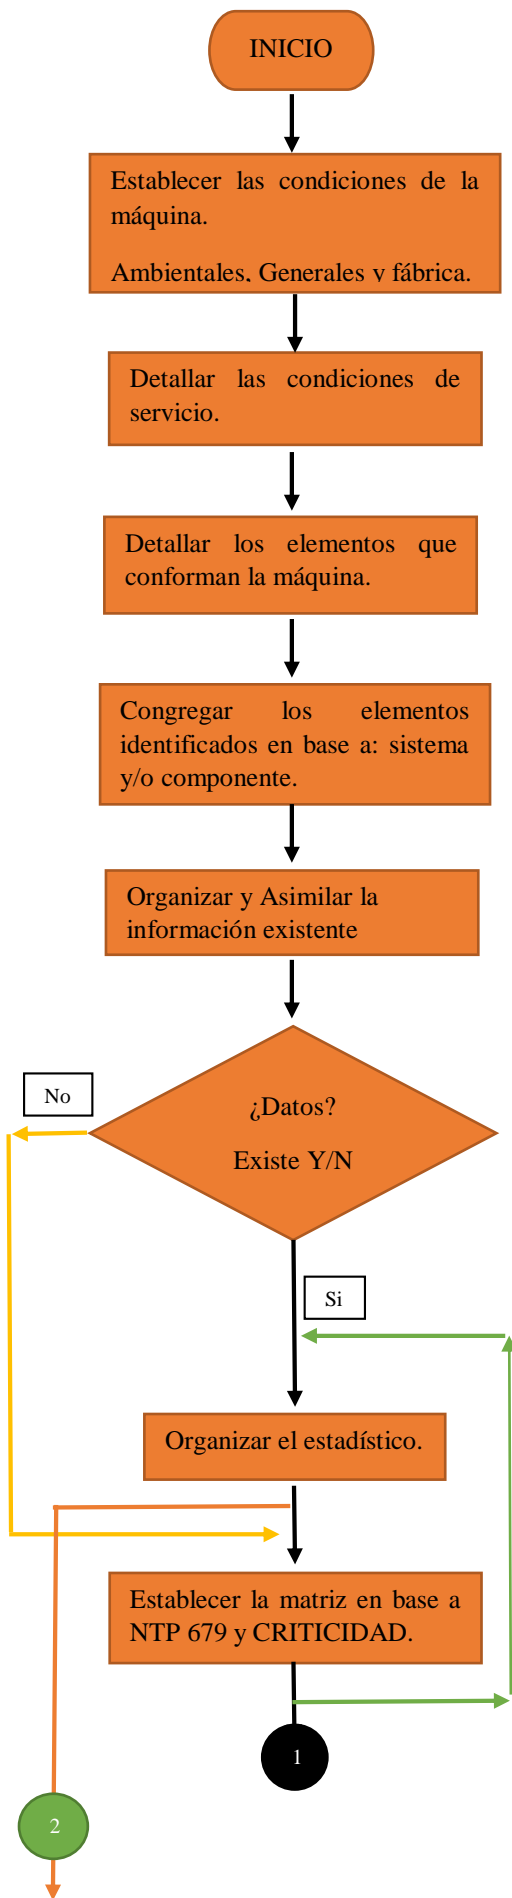 INICIO
Establecer las condiciones de la
máquina.
Ambientales, Generales y fábrica.
Detallar las condiciones de
servicio.
Detallar los elementos que
conforman la máquina.
Congregar los elementos
identificados en base a: sistema
y/o componente.
Organizar y Asimilar la
información existente
No
¿Datos?
Existe Y/N
Si
Organizar el estadístico.
Establecer la matriz en base a
NTP 679 y CRITICIDAD.
1
2